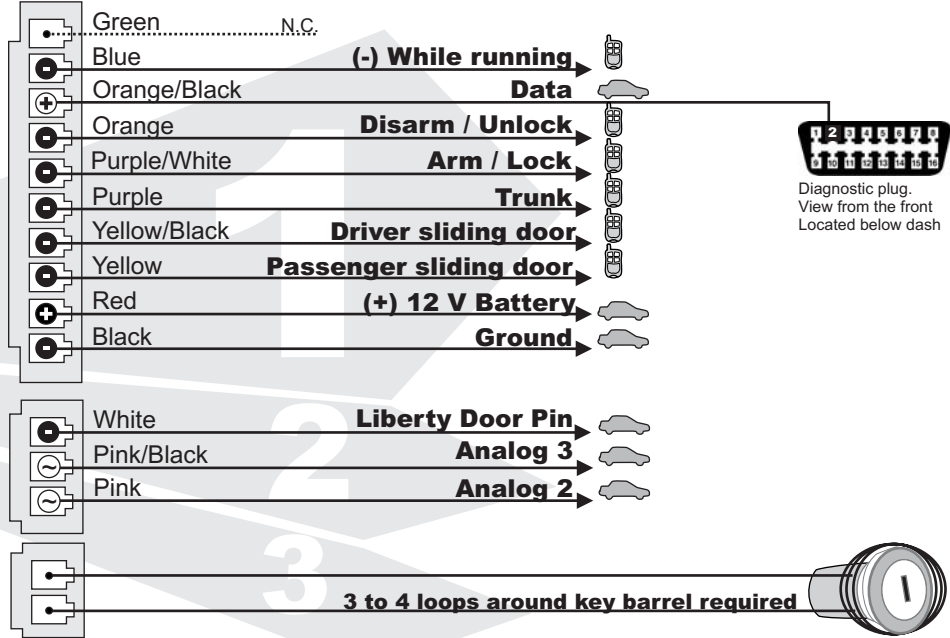 Green N.C.
Blue (-) While running
Orange/Black Data
Orange Disarm / Unlock
Purple/White Arm / Lock
Purple Trunk
Yellow/Black Driver sliding door
Yellow Passenger sliding door
Red (+) 12 V Battery
Black Ground
1 2 3 4 5 6 7 8
9 10 11 12 13 14 15 16
Diagnostic plug.
View from the front
Located below dash
1
White Liberty Door Pin
Pink/Black Analog 3
Pink Analog 2
2
3 to 4 loops around key barrel required
3